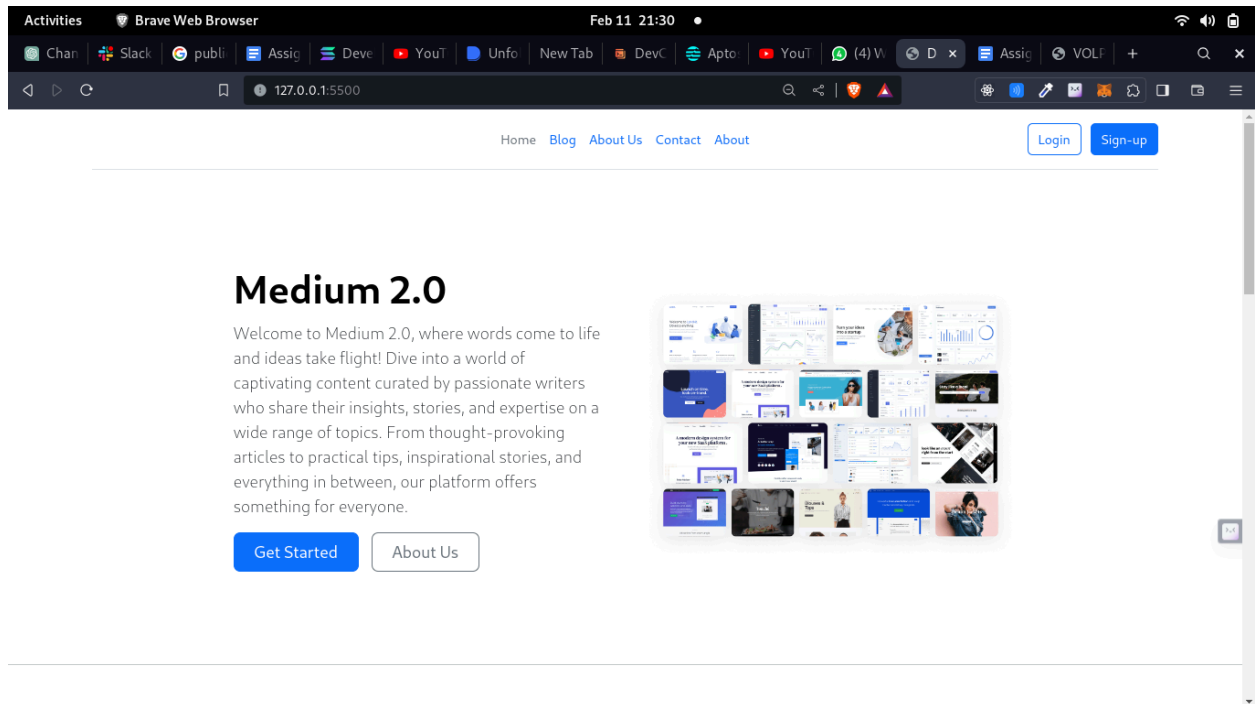 Activities Brave Web Browser Feb 11 21:30
Chan Slack public Assig Deve YouT Unfo New Tab DevC Aptos YouT (4) W D Assig VOLP
127.0.0.1:5500
Home Blog About Us Contact About Login Sign-up
Medium 2.0
Welcome to Medium 2.0, where words come to life
and ideas take flight! Dive into a world of
captivating content curated by passionate writers
who share their insights, stories, and expertise on a
wide range of topics. From thought-provoking
articles to practical tips, inspirational stories, and
everything in between, our platform offers
something for everyone.
Get Started About Us